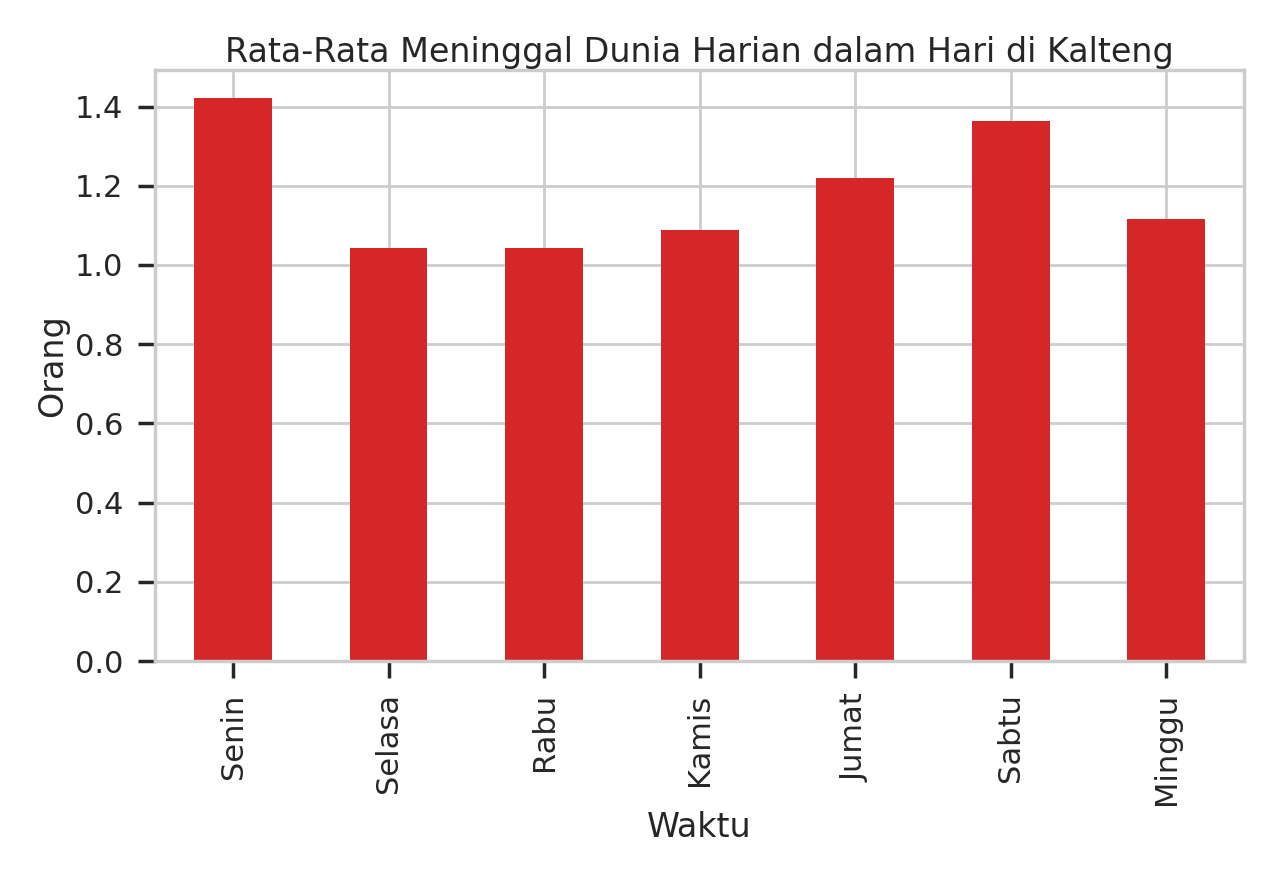 Rata-Rata Meninggal Dunia Harian dalam Hari di Kalteng
1.4
1.2
1.0
0.8
0.6
0.4
0.2
0.0
Orang
Senin
Selasa
Rabu
Kamis
Jumat
Sabtu
Minggu
Waktu